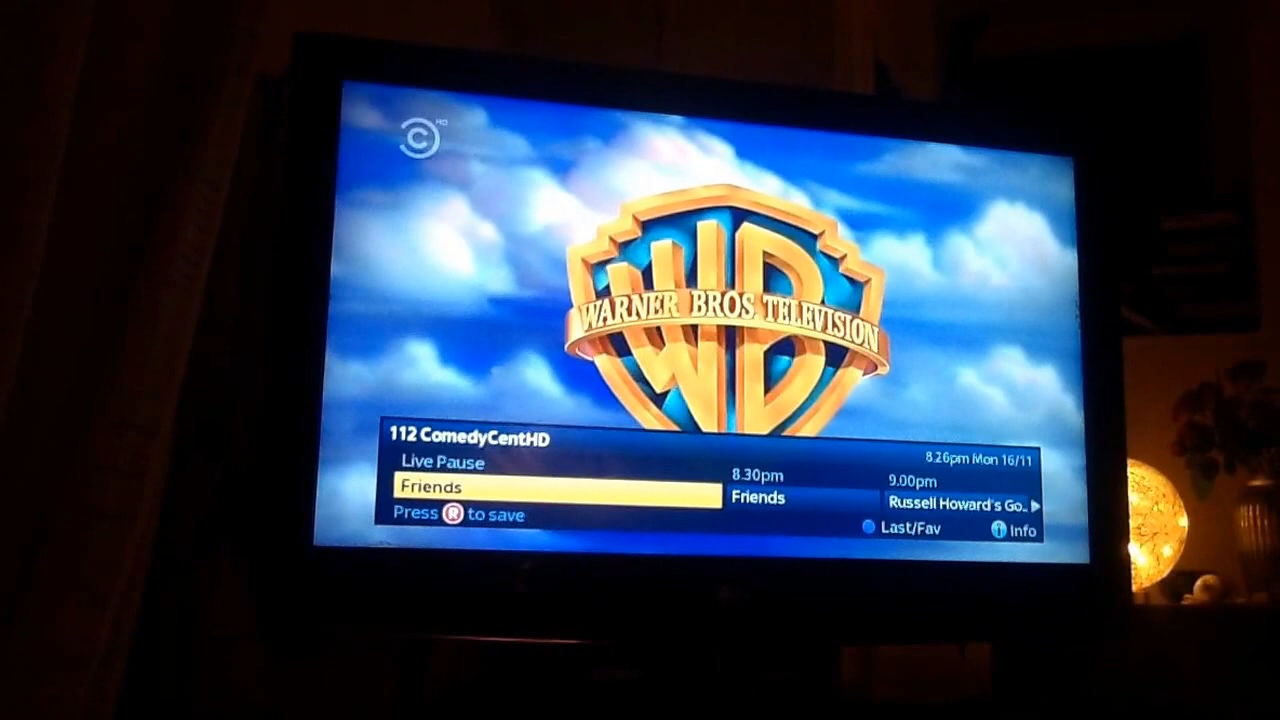 HD
WARNER BROS. TELEVISION
112 ComedyCentHD
8.26pm Mon 16/11
Live Pause
8.30pm
9.00pm
Friends
Friends
Russell Howard's Go..
Press R to save
Last/Fav
i Info